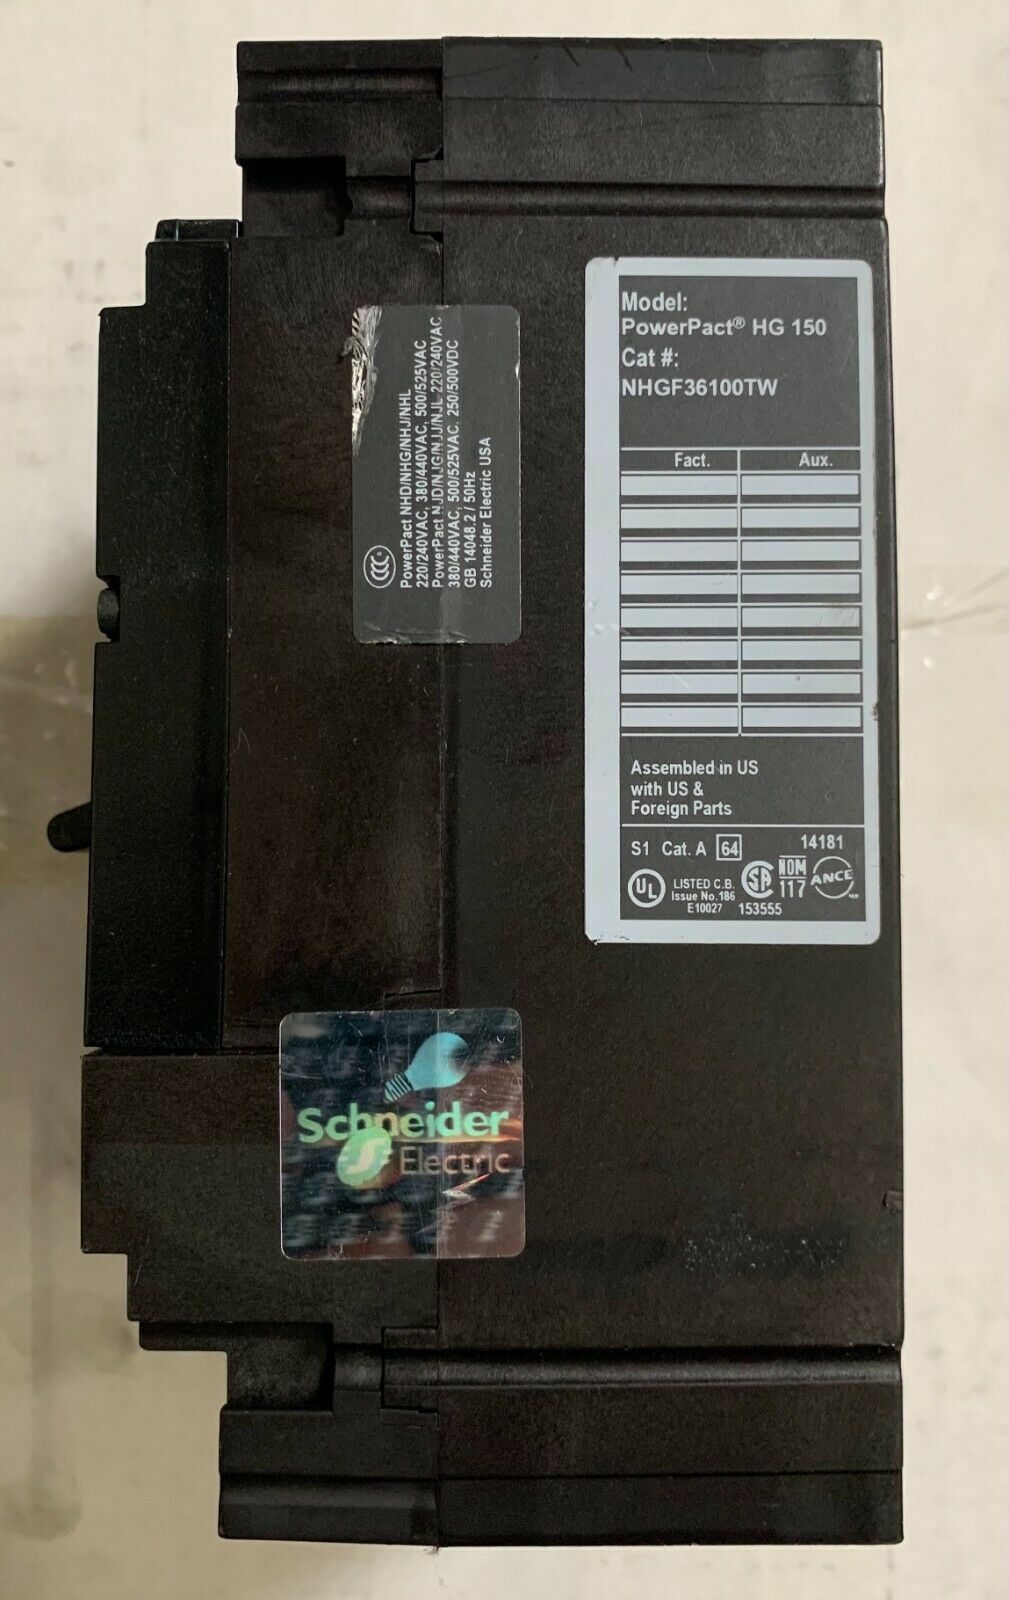 Model:
PowerPact® HG 150
Cat #:
NHGF36100TW
Fact. Aux.
Assembled in US
with US &
Foreign Parts
S1 Cat. A 64 14181
UL LISTED C.B.
Issue No. 186
E10027
SA
153555
NOM
117
ANCE
CCC
PowerPact NHD/NHG/NHJ/NHL
220/240VAC, 380/440VAC, 500/525VAC
PowerPact NJD/NJG/NJJ/NJL 220/240VAC
380/440VAC, 500/525VAC. 250/500VDC
GB 14048.2 / 50Hz
Schneider Electric USA
Schneider
Electric